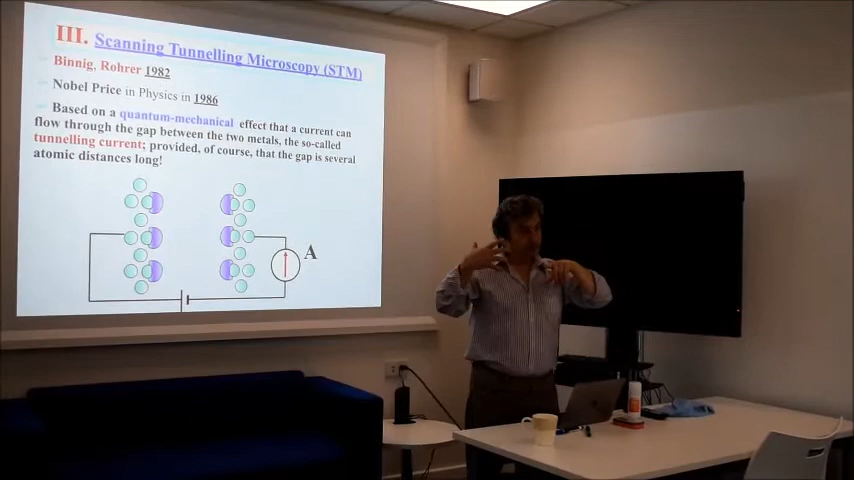 III. Scanning Tunnelling Microscopy (STM)
Binnig, Rohrer 1982
– Nobel Price in Physics in 1986
– Based on a quantum-mechanical effect that a current can
flow through the gap between the two metals, the so-called
tunnelling current; provided, of course, that the gap is several
atomic distances long!
A